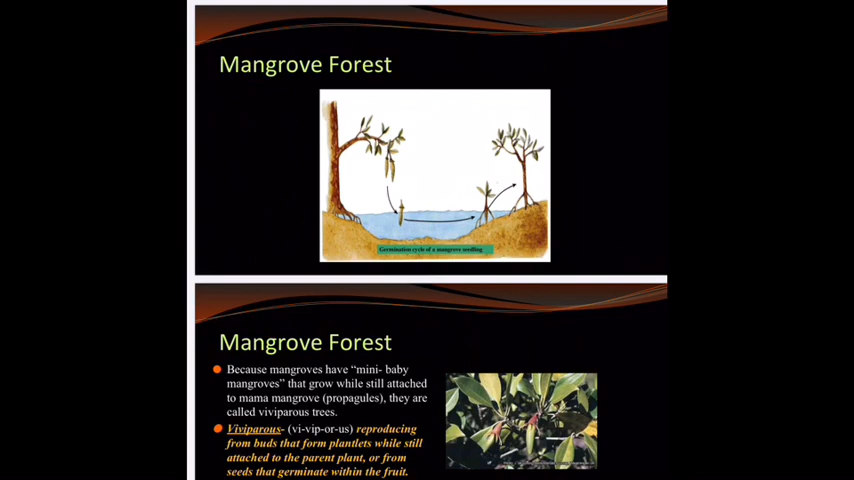 Mangrove Forest
Germination cycle of a mangrove seedling
Mangrove Forest
Because mangroves have “mini- baby
mangroves” that grow while still attached
to mama mangrove (propagules), they are
called viviparous trees.
Viviparous- (vi-vip-or-us) reproducing
from buds that form plantlets while still
attached to the parent plant, or from
seeds that germinate within the fruit.